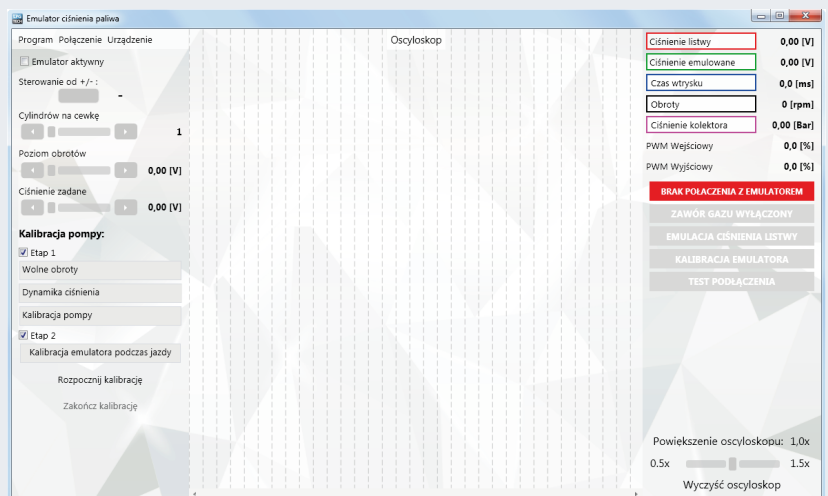 Emulator ciśnienia paliwa
Program Połączenie Urządzenie
Emulator aktywny
Sterowanie od +/- :
-
Cylindrów na cewkę
1
Poziom obrotów
0,00 [V]
Ciśnienie zadane
0,00 [V]
Kalibracja pompy:
Etap 1
Wolne obroty
Dynamika ciśnienia
Kalibracja pompy
Etap 2
Kalibracja emulatora podczas jazdy
Rozpocznij kalibrację
Zakończ kalibrację
Oscyloskop
Ciśnienie listwy 0,00 [V]
Ciśnienie emulowane 0,00 [V]
Czas wtrysku 0,0 [ms]
Obroty 0 [rpm]
Ciśnienie kolektora 0,00 [Bar]
PWM Wejściowy 0,0 [%]
PWM Wyjściowy 0,0 [%]
BRAK POŁACZENIA Z EMULATOREM
ZAWÓR GAZU WYŁĄCZONY
EMULACJA CIŚNIENIA LISTWY
KALIBRACJA EMULATORA
TEST PODŁĄCZENIA
Powiększenie oscyloskopu: 1,0x
0.5x 1.5x
Wyczyść oscyloskop